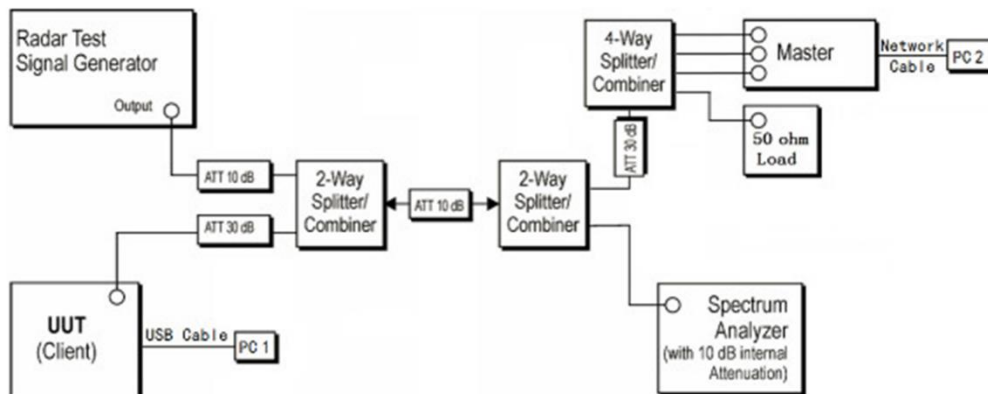 Radar Test
Signal Generator
Output
ATT 10 dB
ATT 30 dB
2-Way
Splitter/
Combiner
ATT 10 dB
2-Way
Splitter/
Combiner
4-Way
Splitter/
Combiner
ATT 30 dB
Master
Network
Cable
PC 2
50 ohm
Load
UUT
(Client)
USB Cable
PC 1
Spectrum
Analyzer
(with 10 dB internal
Attenuation)